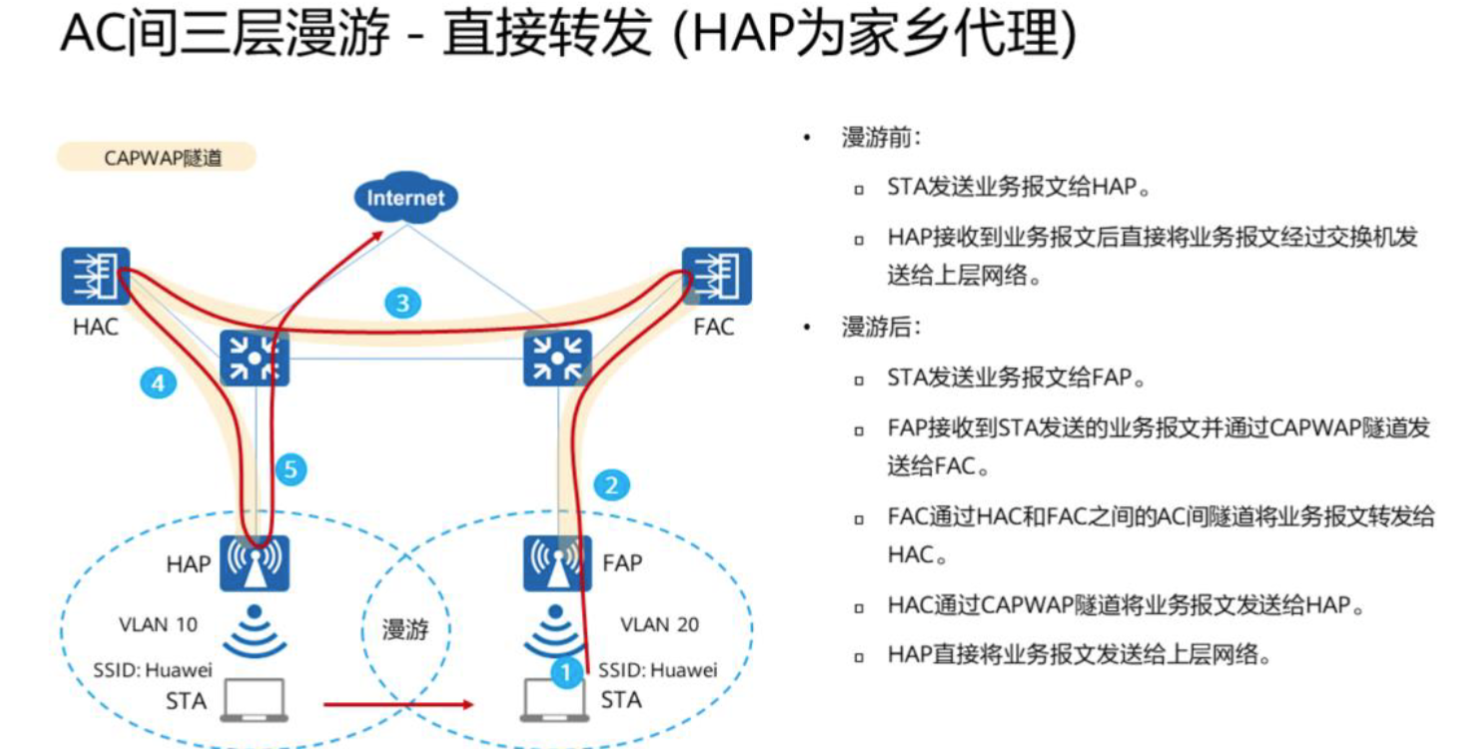 AC间三层漫游 - 直接转发 (HAP为家乡代理)
CAPWAP隧道
Internet
HAC
FAC
3
4
5
2
HAP
FAP
VLAN 10
漫游
VLAN 20
SSID: Huawei
1
SSID: Huawei
STA
STA
• 漫游前：
STA发送业务报文给HAP。
HAP接收到业务报文后直接将业务报文经过交换机发
送给上层网络。
• 漫游后：
STA发送业务报文给FAP。
FAP接收到STA发送的业务报文并通过CAPWAP隧道发
送给FAC。
FAC通过HAC和FAC之间的AC间隧道将业务报文转发给
HAC。
HAC通过CAPWAP隧道将业务报文发送给HAP。
HAP直接将业务报文发送给上层网络。